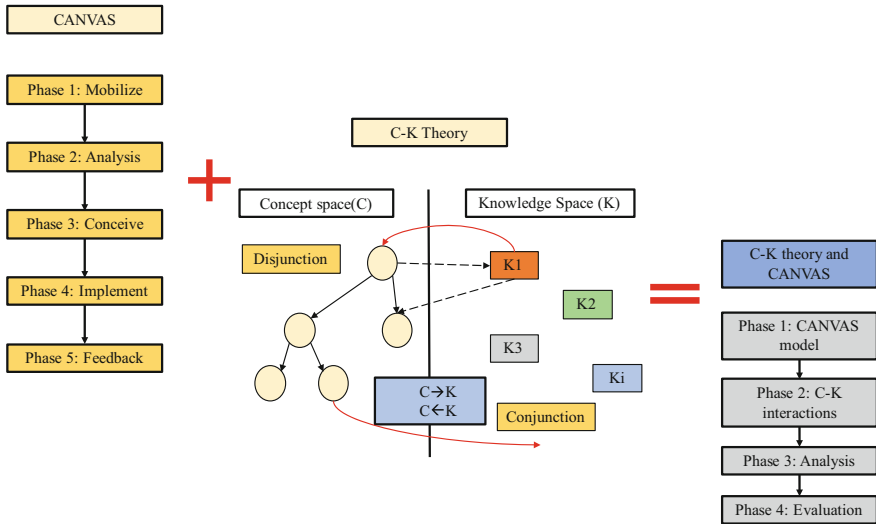 CANVAS
Phase 1: Mobilize
Phase 2: Analysis
Phase 3: Conceive
Phase 4: Implement
Phase 5: Feedback
C-K Theory
Concept space(C)
Knowledge Space (K)
Disjunction
K1
K2
K3
Ki
C→K
C←K
Conjunction
C-K theory and
CANVAS
Phase 1: CANVAS
model
Phase 2: C-K
interactions
Phase 3: Analysis
Phase 4: Evaluation